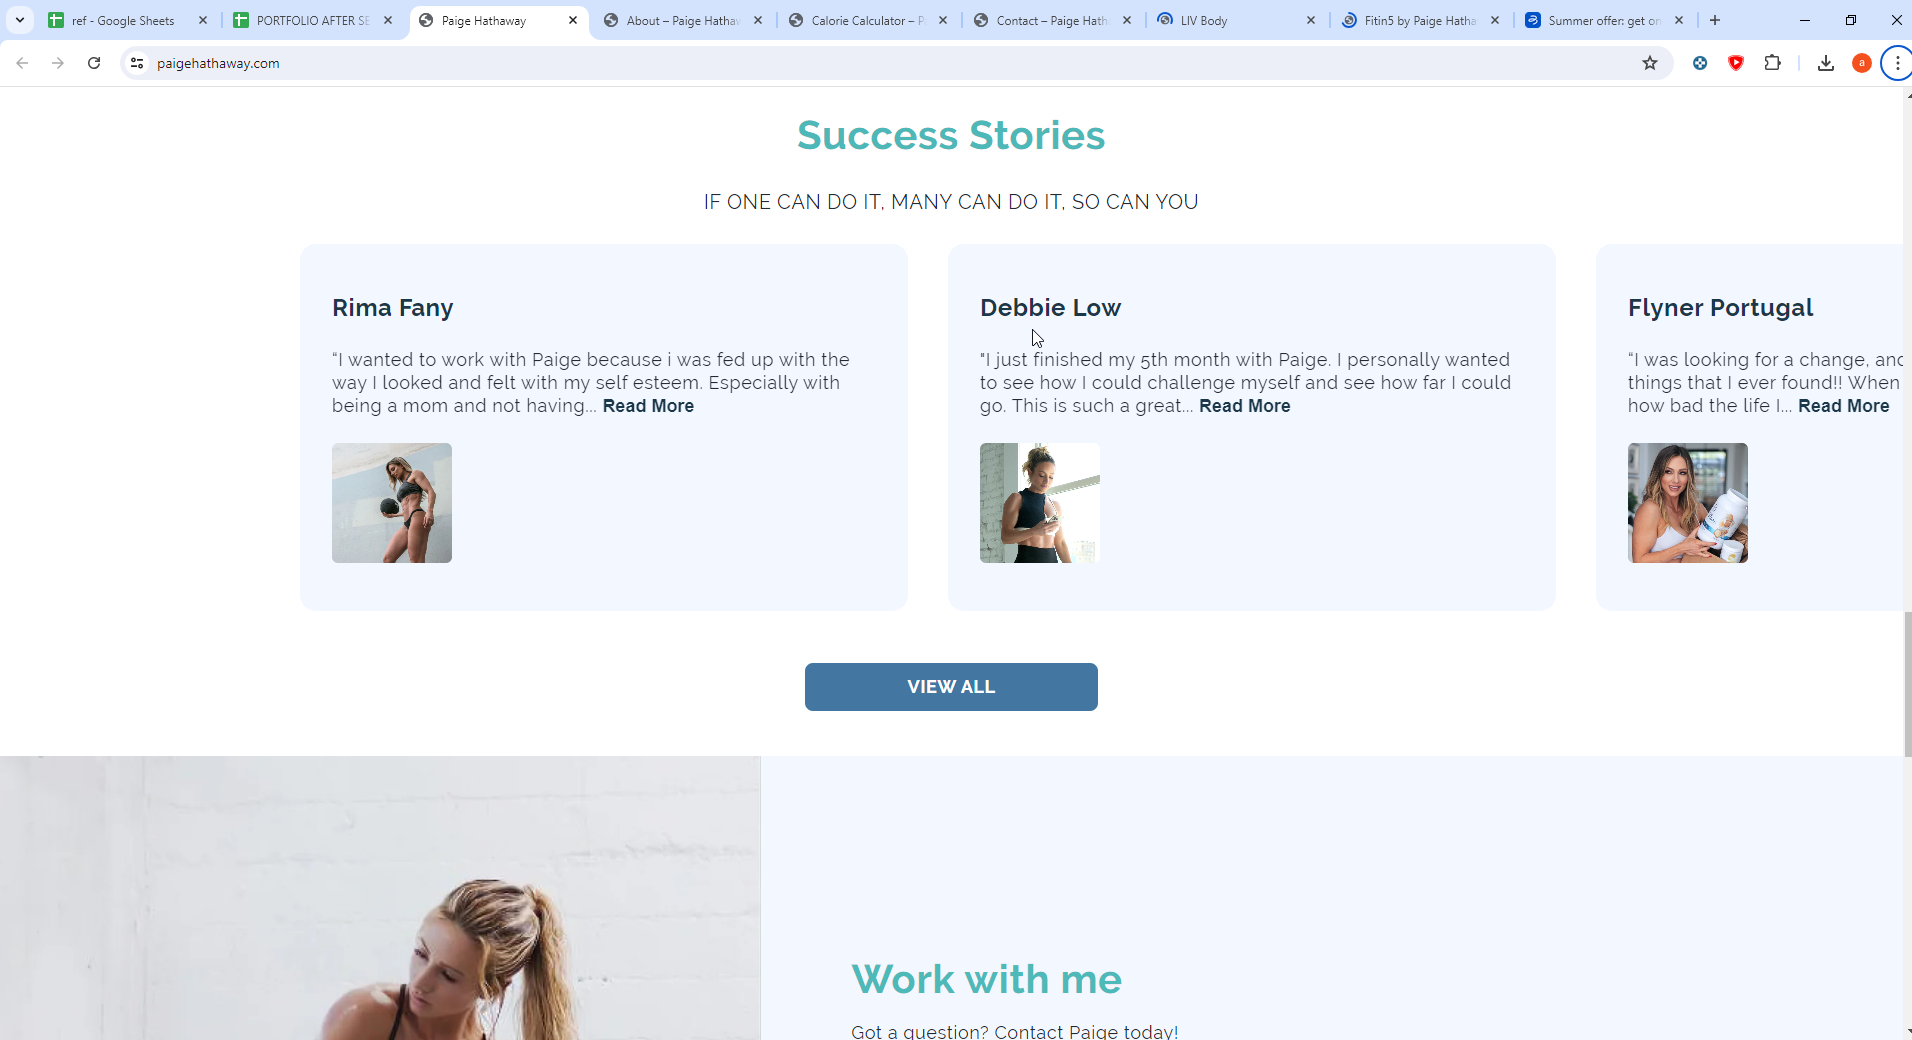 ref - Google Sheets
PORTFOLIO AFTER SE
Paige Hathaway
About – Paige Hathaw
Calorie Calculator – P
Contact – Paige Hath
LIV Body
Fitin5 by Paige Hatha
Summer offer: get on
paigehathaway.com
a
Success Stories
IF ONE CAN DO IT, MANY CAN DO IT, SO CAN YOU
Rima Fany
“I wanted to work with Paige because i was fed up with the
way I looked and felt with my self esteem. Especially with
being a mom and not having... Read More
Debbie Low
"I just finished my 5th month with Paige. I personally wanted
to see how I could challenge myself and see how far I could
go. This is such a great... Read More
Flyner Portugal
“I was looking for a change, and
things that I ever found!! When
how bad the life I... Read More
VIEW ALL
Work with me
Got a question? Contact Paige today!